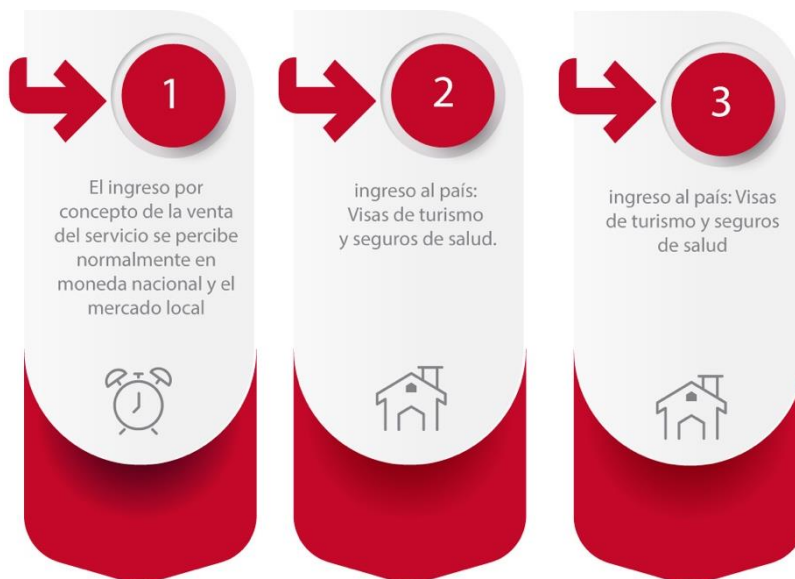 1
El ingreso por
concepto de la venta
del servicio se percibe
normalmente en
moneda nacional y el
mercado local
2
ingreso al país:
Visas de turismo
y seguros de salud.
3
ingreso al país: Visas
de turismo y seguros
de salud